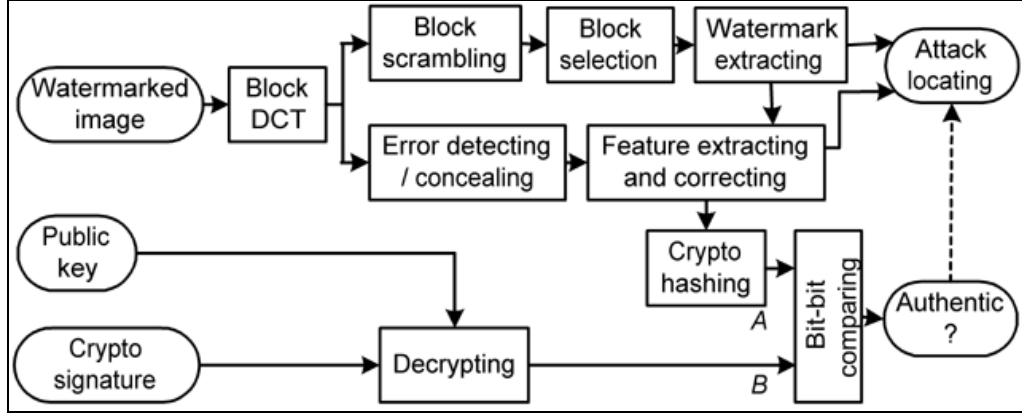 Block
scrambling
Block
selection
Watermark
extracting
Attack
locating
Watermarked
image
Block
DCT
Error detecting
/ concealing
Feature extracting
and correcting
Public
key
Crypto
hashing
A
Bit-bit
comparing
Authentic
?
Crypto
signature
Decrypting
B